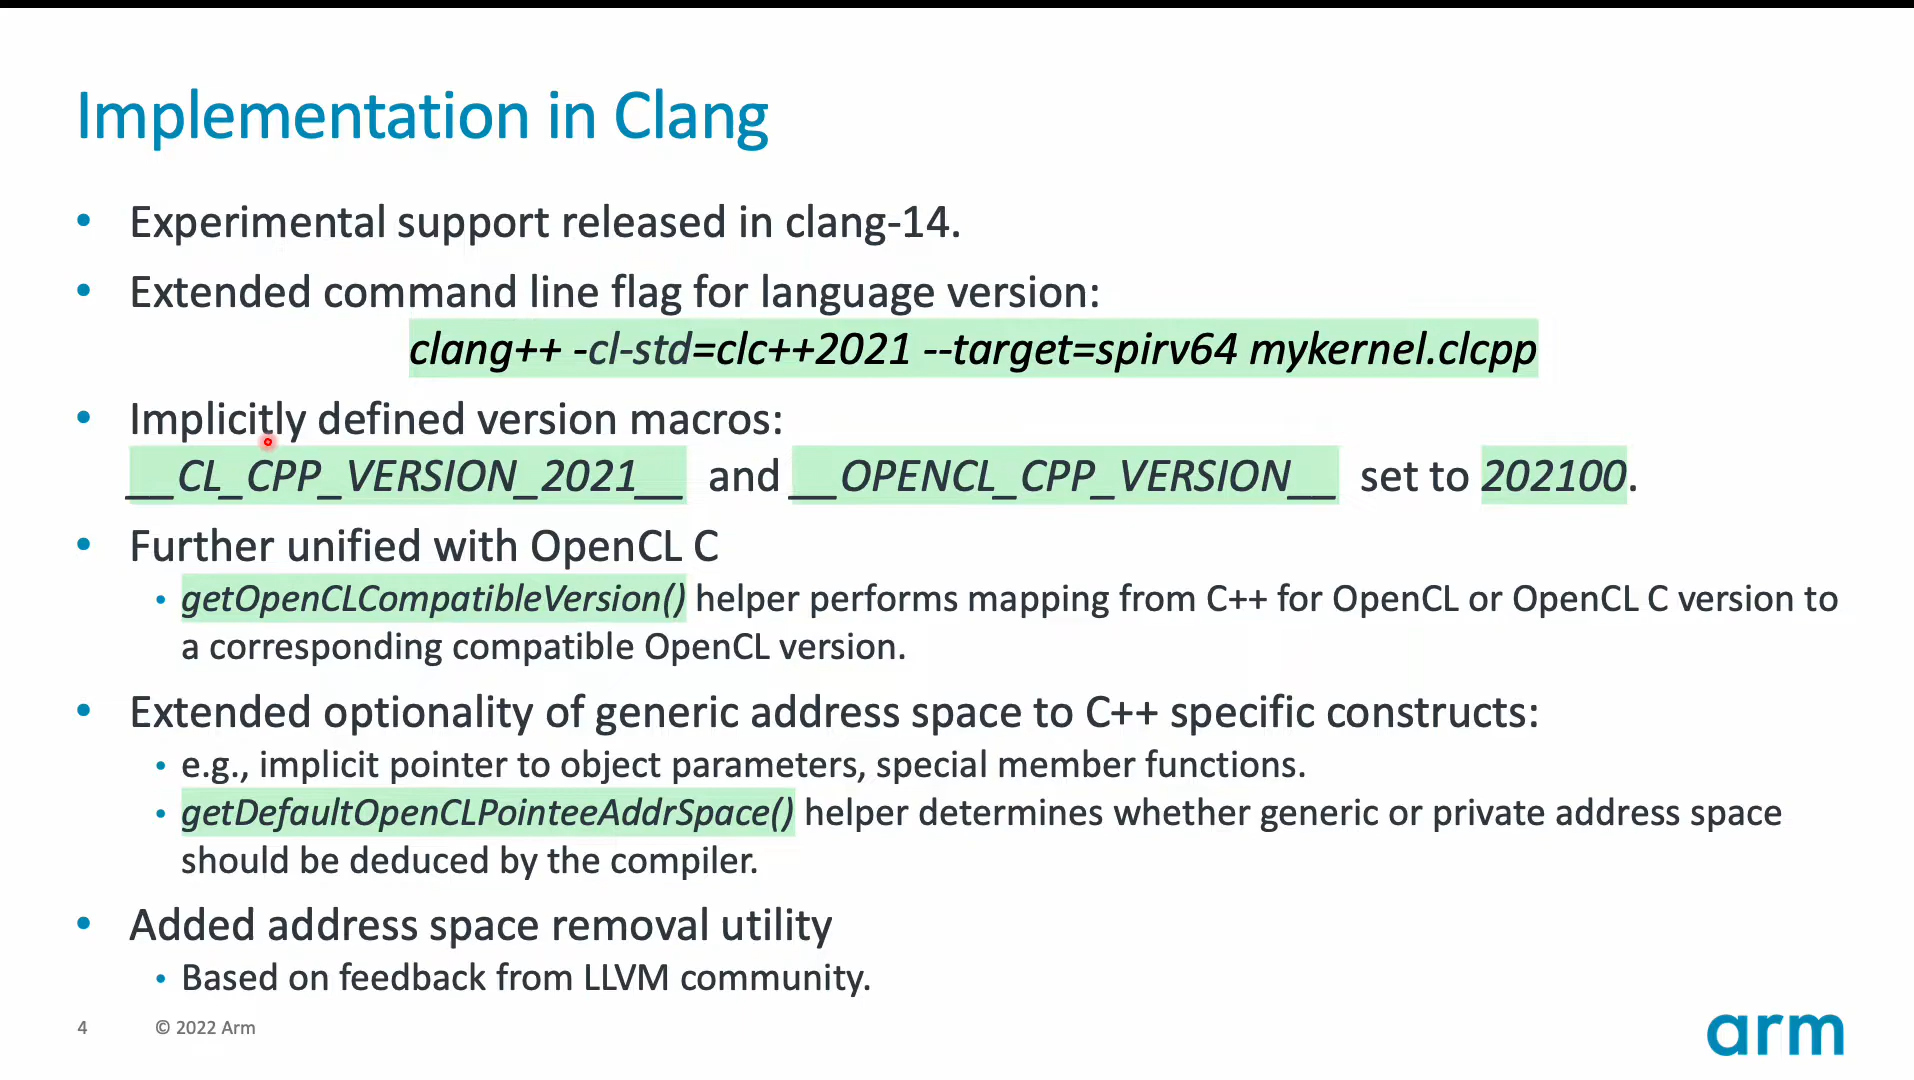 Implementation in Clang
• Experimental support released in clang-14.
• Extended command line flag for language version:
clang++ -cl-std=clc++2021 --target=spirv64 mykernel.clcpp
• Implicitly defined version macros:
__CL_CPP_VERSION_2021__ and __OPENCL_CPP_VERSION__ set to 202100.
• Further unified with OpenCL C
• getOpenCLCompatibleVersion() helper performs mapping from C++ for OpenCL or OpenCL C version to
a corresponding compatible OpenCL version.
• Extended optionality of generic address space to C++ specific constructs:
• e.g., implicit pointer to object parameters, special member functions.
• getDefaultOpenCLPointeeAddrSpace() helper determines whether generic or private address space
should be deduced by the compiler.
• Added address space removal utility
• Based on feedback from LLVM community.
4 © 2022 Arm
arm